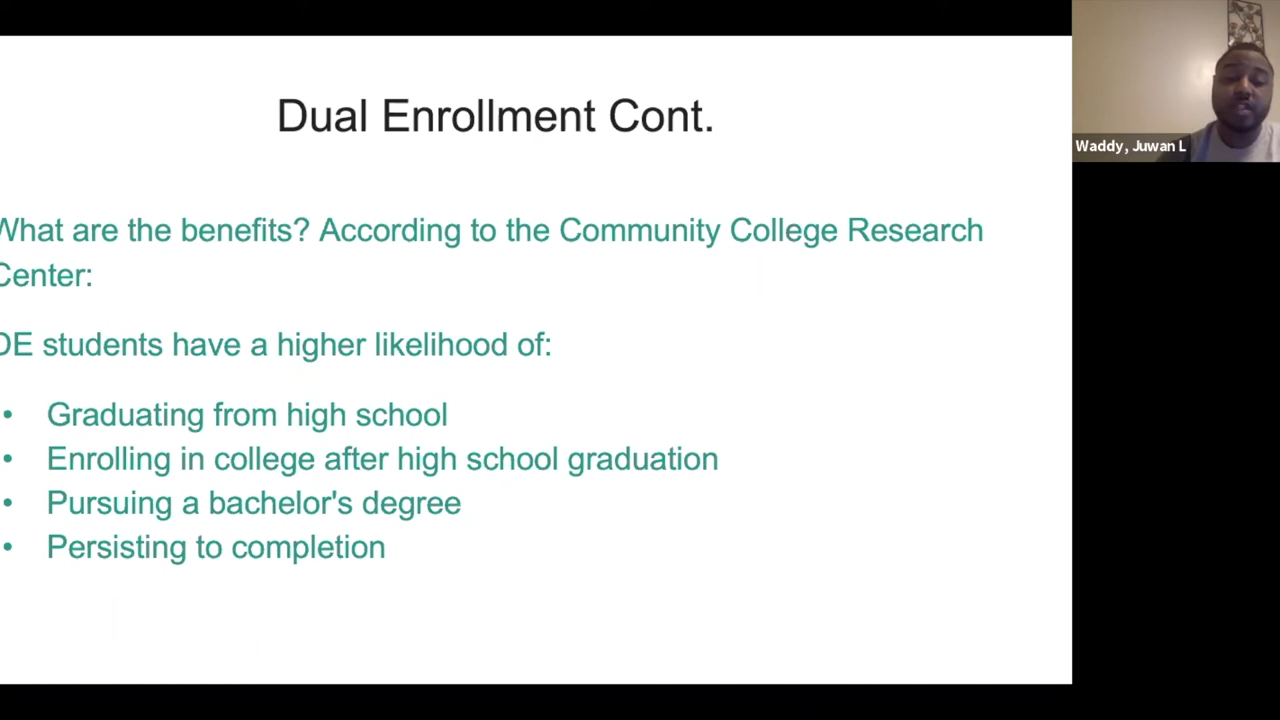 Dual Enrollment Cont.
Waddy, Juwan L
What are the benefits? According to the Community College Research
Center:
DE students have a higher likelihood of:
• Graduating from high school
• Enrolling in college after high school graduation
• Pursuing a bachelor's degree
• Persisting to completion